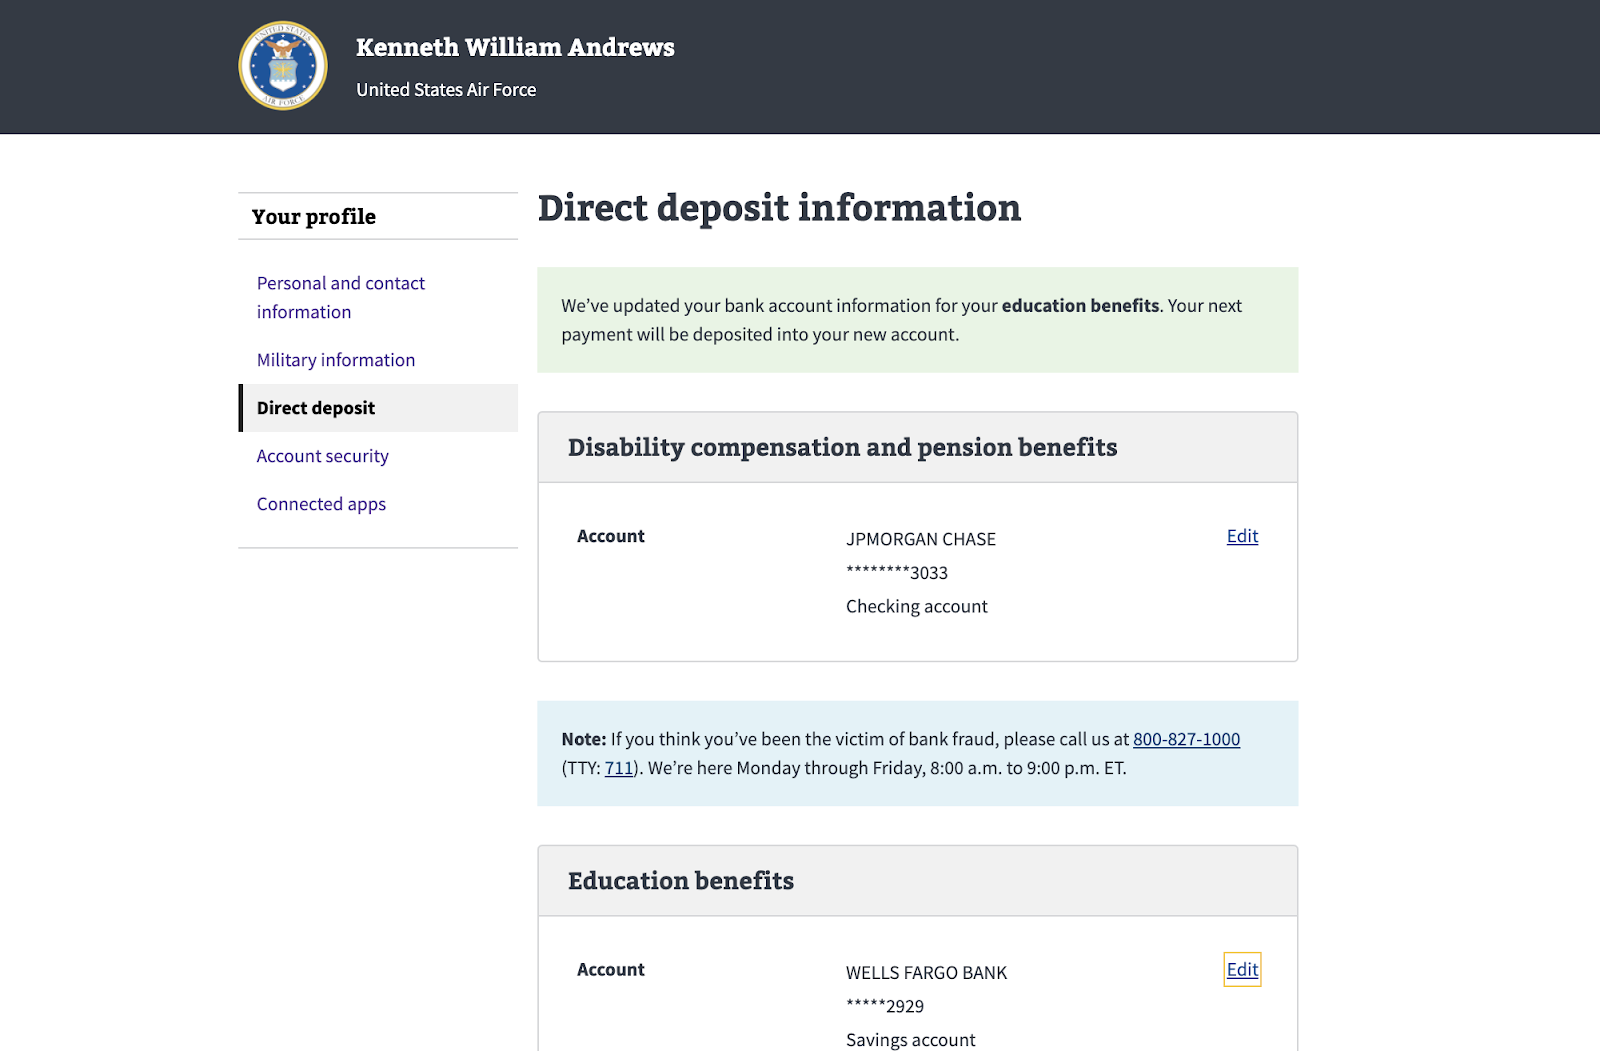 UNITED STATES
AIR FORCE
Kenneth William Andrews
United States Air Force
Your profile
Personal and contact
information
Military information
Direct deposit
Account security
Connected apps
Direct deposit information
We’ve updated your bank account information for your education benefits. Your next
payment will be deposited into your new account.
Disability compensation and pension benefits
Account
JPMORGAN CHASE
********3033
Checking account
Edit
Note: If you think you’ve been the victim of bank fraud, please call us at 800-827-1000
(TTY: 711). We’re here Monday through Friday, 8:00 a.m. to 9:00 p.m. ET.
Education benefits
Account
WELLS FARGO BANK
*****2929
Savings account
Edit